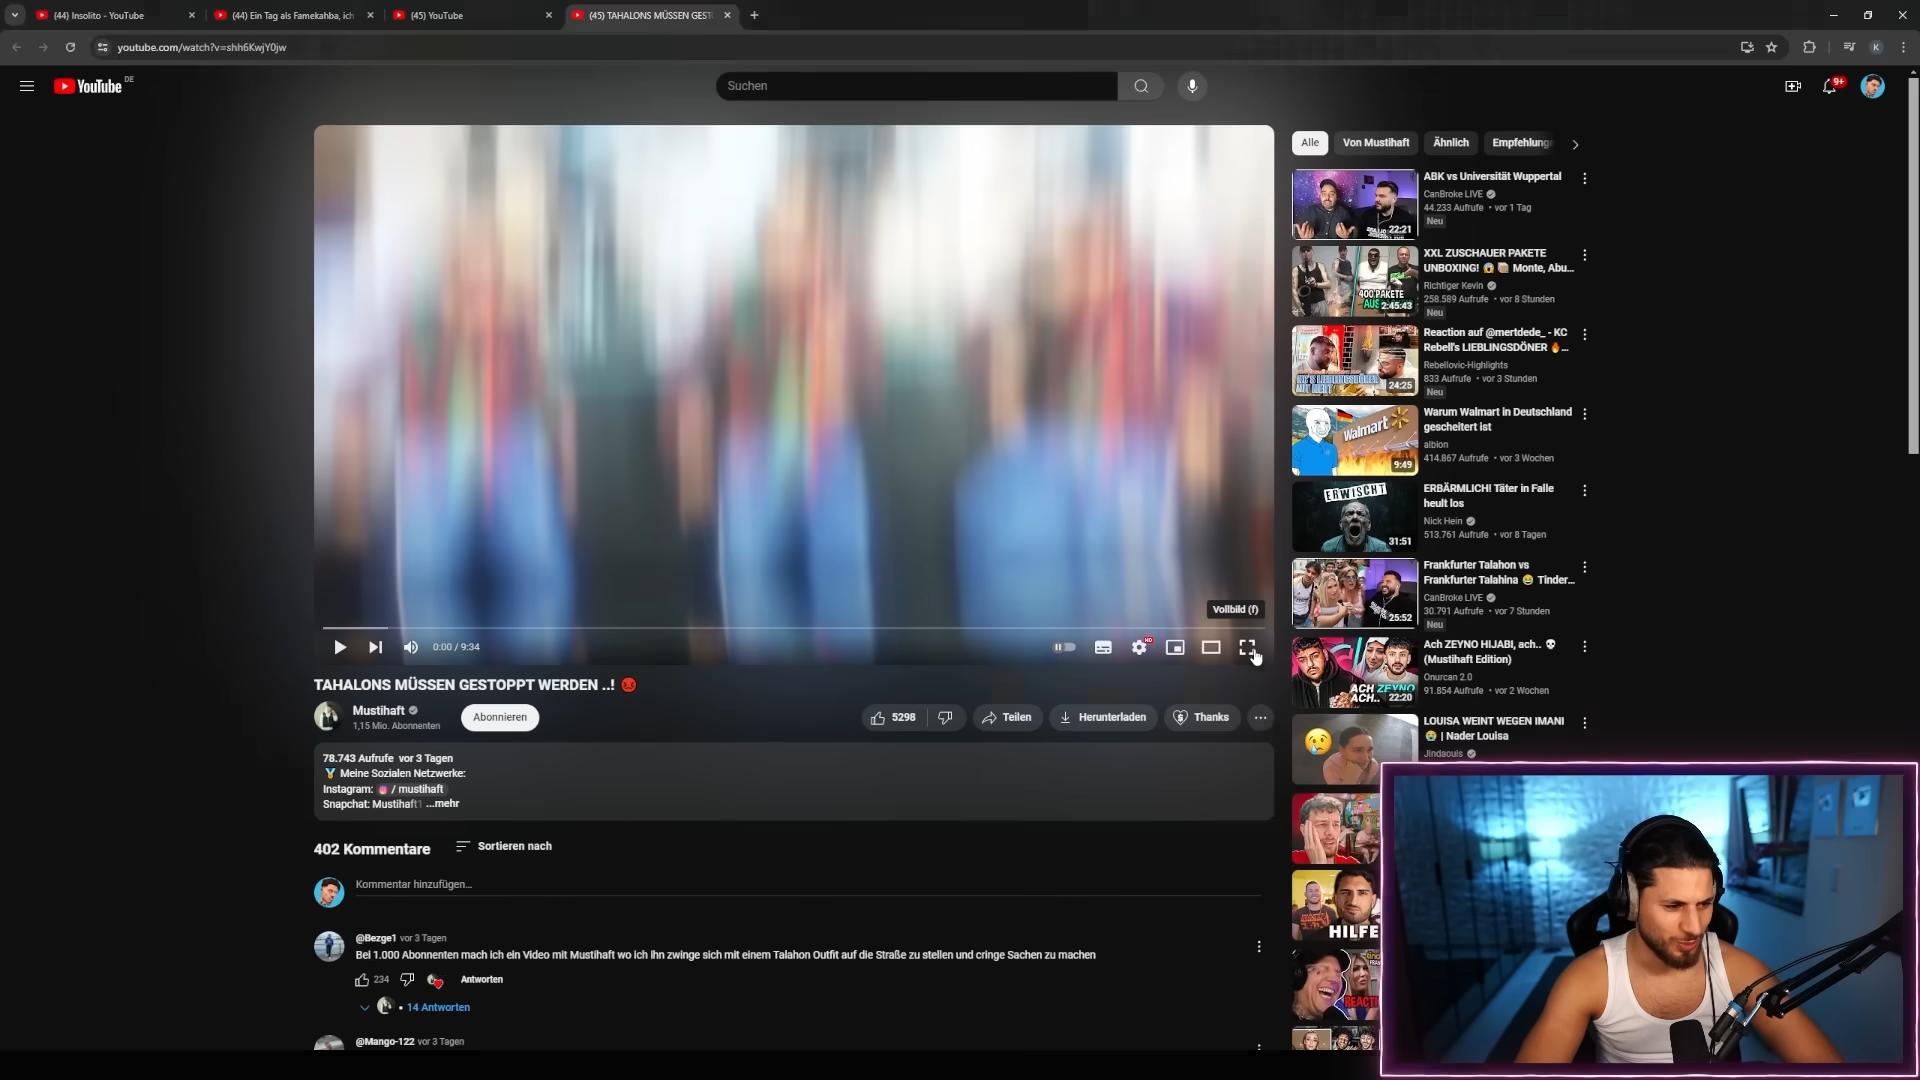 (44) Insolito - YouTube
(44) Ein Tag als Famekahba, ich
(45) YouTube
(45) TAHALONS MÜSSEN GEST
youtube.com/watch?v=shh6KwjY0jw
K
YouTube DE
Suchen
9+
Alle
Von Mustihaft
Ähnlich
Empfehlung
ABK vs Universität Wuppertal
CanBroke LIVE
44.233 Aufrufe • vor 1 Tag
Neu
22:21
XXL ZUSCHAUER PAKETE
UNBOXING! 😱 📦 Monte, Abu...
Richtiger Kevin
258.589 Aufrufe • vor 8 Stunden
Neu
400 PAKETE
AUS
2:45:43
Reaction auf @mertdede_ - KC
Rebell's LIEBLINGSDÖNER 🔥...
Rebellovic-Highlights
833 Aufrufe • vor 3 Stunden
Neu
KC'S LIEBLINGSDÖNER
MIT MERT
24:25
Warum Walmart in Deutschland
gescheitert ist
albion
414.867 Aufrufe • vor 3 Wochen
Walmart
9:49
ERBÄRMLICH! Täter in Falle
heult los
Nick Hein
513.761 Aufrufe • vor 8 Tagen
ERWISCHT
31:51
Frankfurter Talahon vs
Frankfurter Talahina 😂 Tinder...
CanBroke LIVE
30.791 Aufrufe • vor 7 Stunden
Neu
25:52
Ach ZEYNO HIJABI, ach.. 💀
(Mustihaft Edition)
Onurcan 2.0
91.854 Aufrufe • vor 2 Wochen
ACH ZEYNO
ACH..
22:20
LOUISA WEINT WEGEN IMANI
😭 | Nader Louisa
Jindaouis
HILFE
REACTI
Vollbild (f)
0:00 / 9:34
HD
TAHALONS MÜSSEN GESTOPPT WERDEN ..! 😡
Mustihaft
1,15 Mio. Abonnenten
Abonnieren
5298
Teilen
Herunterladen
Thanks
78.743 Aufrufe vor 3 Tagen
🏅 Meine Sozialen Netzwerke:
Instagram: / mustihaft
Snapchat: Mustihaft1 ...mehr
402 Kommentare
Sortieren nach
Kommentar hinzufügen...
@Bezge1 vor 3 Tagen
Bei 1.000 Abonnenten mach ich ein Video mit Mustihaft wo ich ihn zwinge sich mit einem Talahon Outfit auf die Straße zu stellen und cringe Sachen zu machen
234
Antworten
• 14 Antworten
@Mango-122 vor 3 Tagen